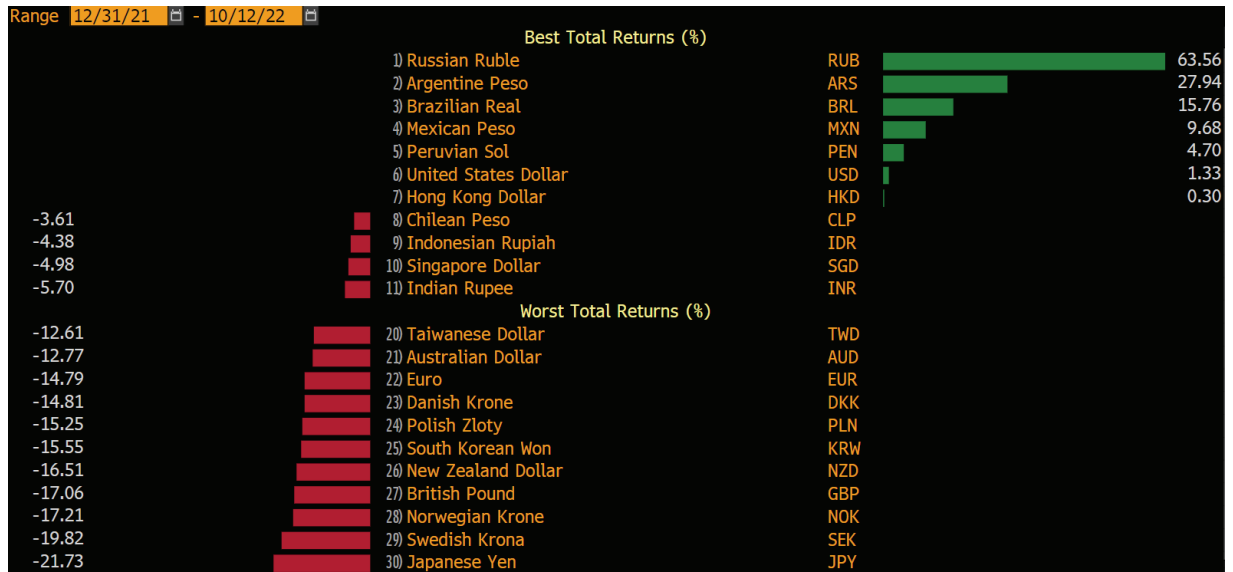 Range 12/31/21 - 10/12/22
Best Total Returns (%)
1) Russian Ruble RUB 63.56
2) Argentine Peso ARS 27.94
3) Brazilian Real BRL 15.76
4) Mexican Peso MXN 9.68
5) Peruvian Sol PEN 4.70
6) United States Dollar USD 1.33
7) Hong Kong Dollar HKD 0.30
-3.61 8) Chilean Peso CLP
-4.38 9) Indonesian Rupiah IDR
-4.98 10) Singapore Dollar SGD
-5.70 11) Indian Rupee INR
Worst Total Returns (%)
-12.61 20) Taiwanese Dollar TWD
-12.77 21) Australian Dollar AUD
-14.79 22) Euro EUR
-14.81 23) Danish Krone DKK
-15.25 24) Polish Zloty PLN
-15.55 25) South Korean Won KRW
-16.51 26) New Zealand Dollar NZD
-17.06 27) British Pound GBP
-17.21 28) Norwegian Krone NOK
-19.82 29) Swedish Krona SEK
-21.73 30) Japanese Yen JPY